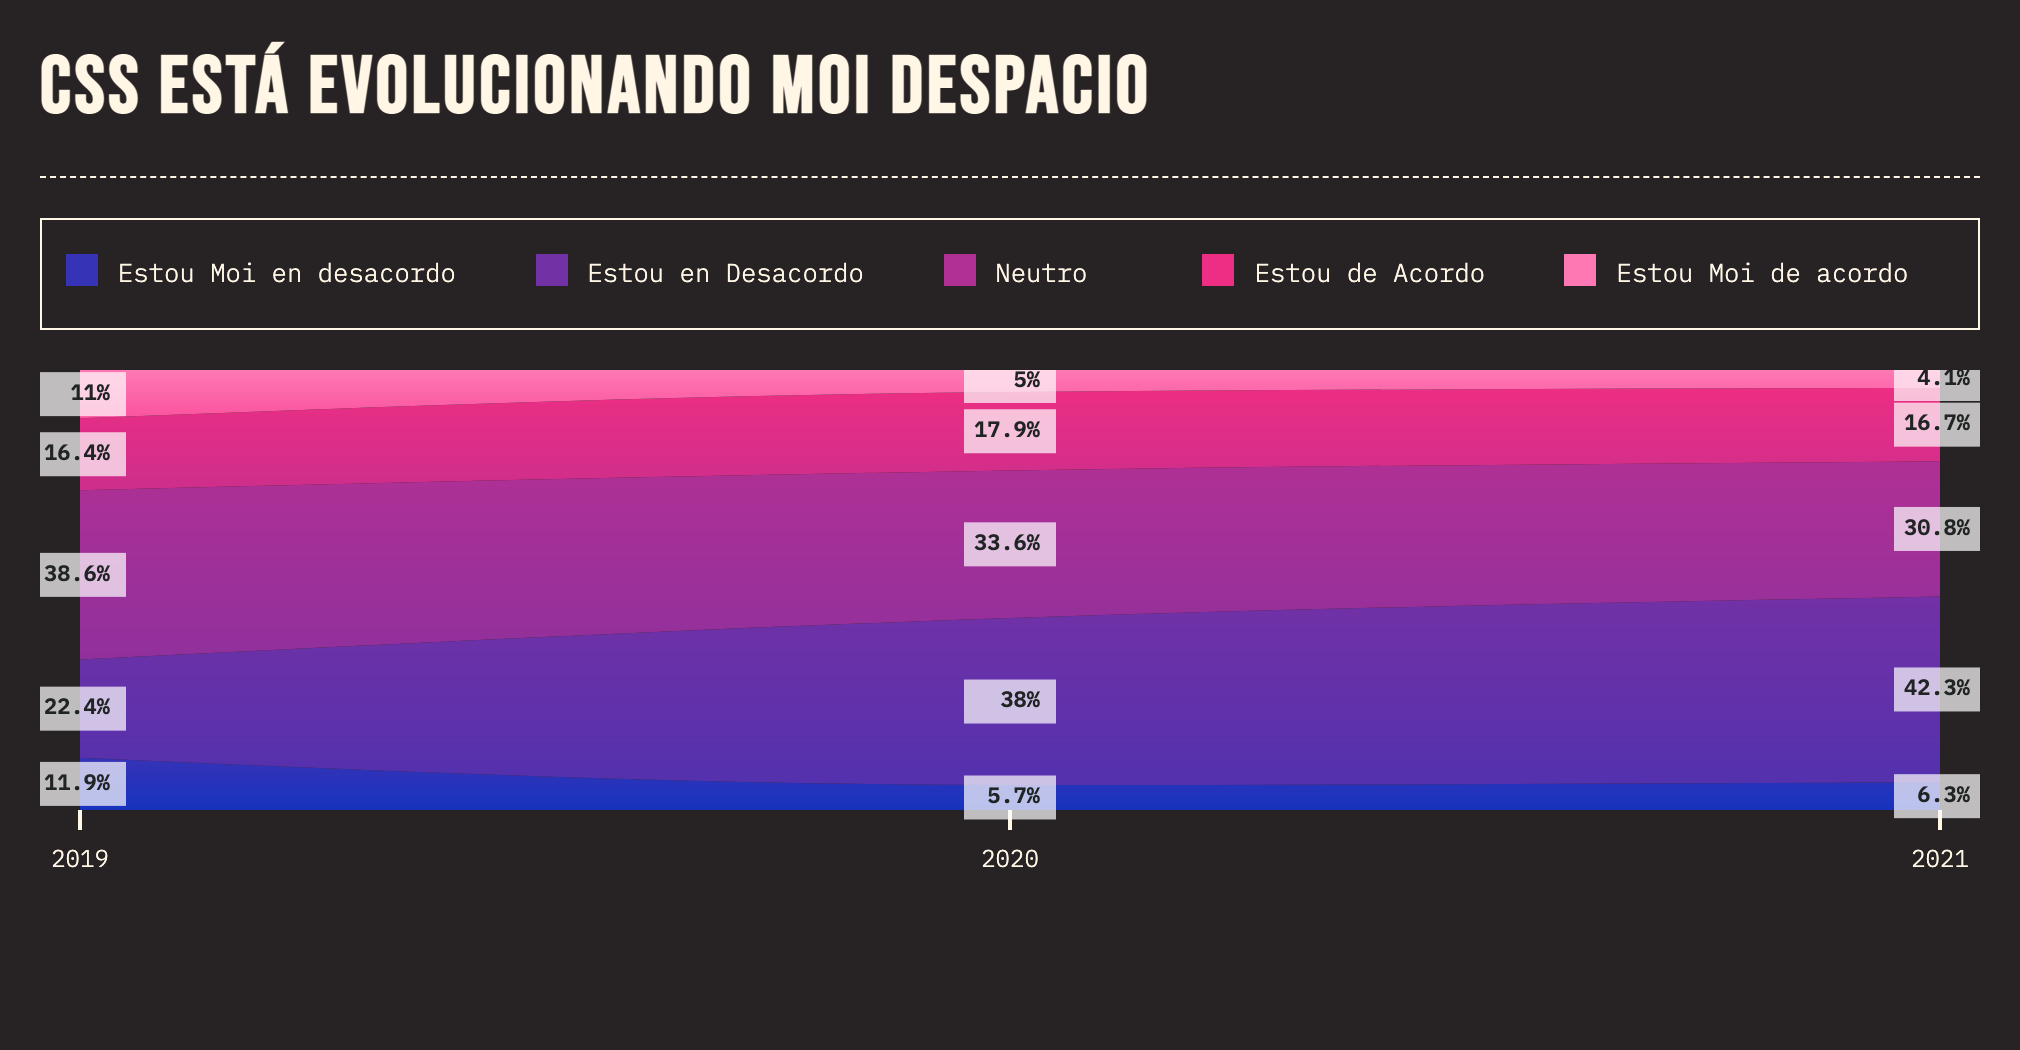 CSS ESTÁ EVOLUCIONANDO MOI DESPACIO
Estou Moi en desacordo Estou en Desacordo Neutro Estou de Acordo Estou Moi de acordo
11% 5% 4.1%
16.4% 17.9% 16.7%
38.6% 33.6% 30.8%
22.4% 38% 42.3%
11.9% 5.7% 6.3%
2019 2020 2021